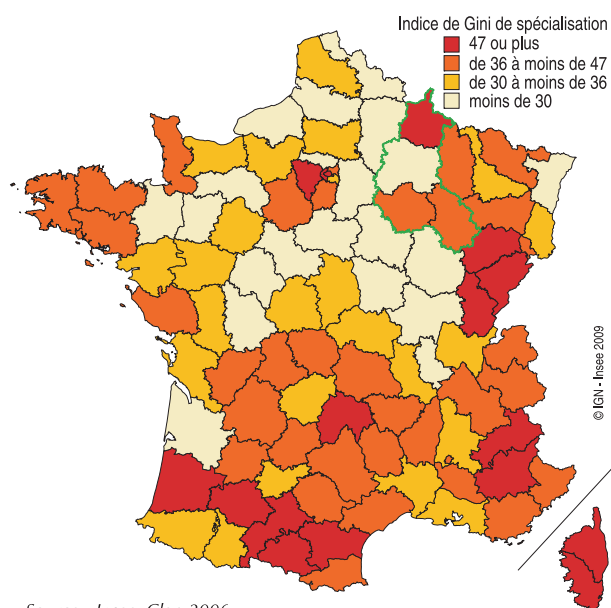 Indice de Gini de spécialisation
47 ou plus
de 36 à moins de 47
de 30 à moins de 36
moins de 30
© IGN - Insee 2009